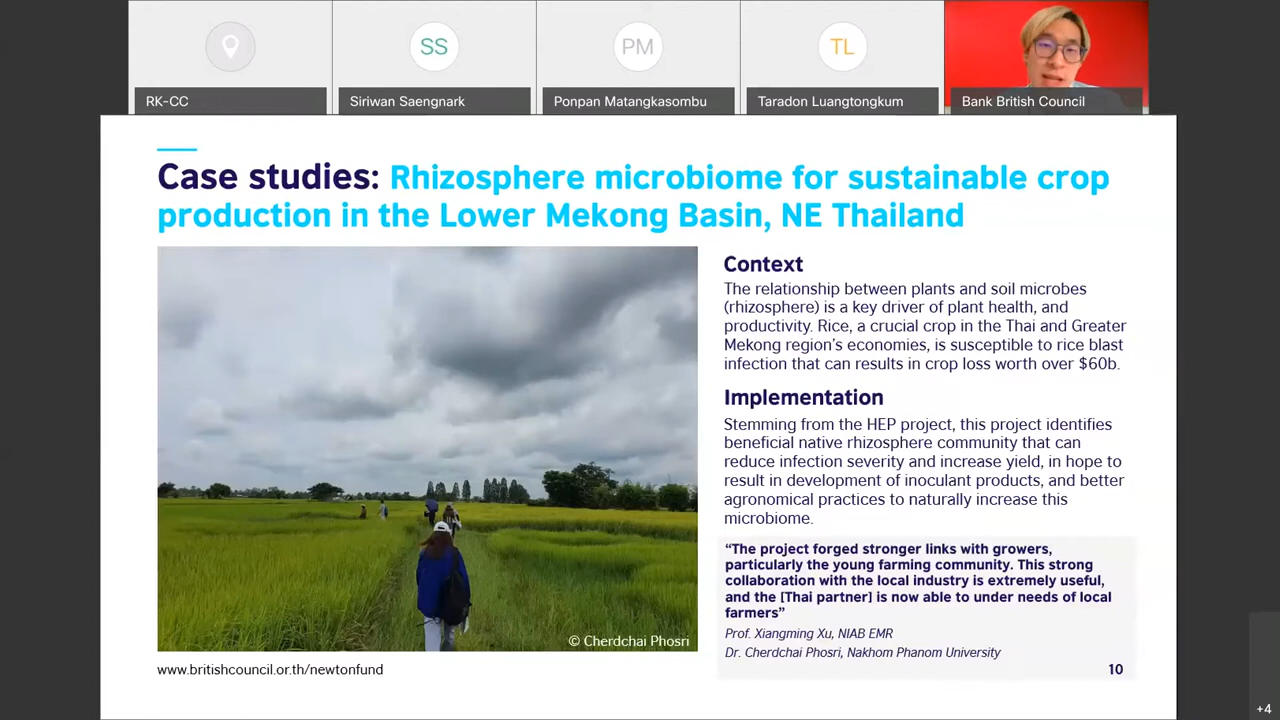 SS
PM
TL
RK-CC
Siriwan Saengnark
Ponpan Matangkasombu
Taradon Luangtongkum
Bank British Council
Case studies: Rhizosphere microbiome for sustainable crop
production in the Lower Mekong Basin, NE Thailand
Context
The relationship between plants and soil microbes
(rhizosphere) is a key driver of plant health, and
productivity. Rice, a crucial crop in the Thai and Greater
Mekong region's economies, is susceptible to rice blast
infection that can results in crop loss worth over $60b.
Implementation
Stemming from the HEP project, this project identifies
beneficial native rhizosphere community that can
reduce infection severity and increase yield, in hope to
result in development of inoculant products, and better
agronomical practices to naturally increase this
microbiome.
“The project forged stronger links with growers,
particularly the young farming community. This strong
collaboration with the local industry is extremely useful,
and the [Thai partner] is now able to under needs of local
farmers”
Prof. Xiangming Xu, NIAB EMR
Dr. Cherdchai Phosri, Nakhom Phanom University
© Cherdchai Phosri
www.britishcouncil.or.th/newtonfund
10
+4